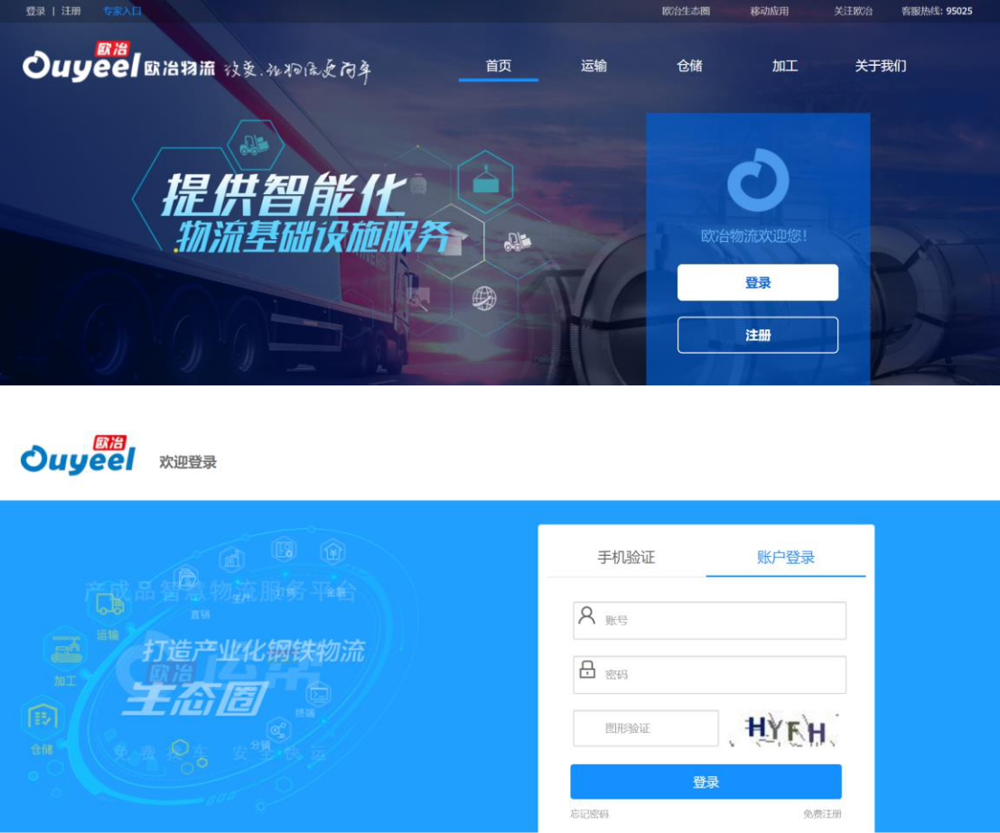 登录 | 注册 专家入口 欧冶生态圈 移动应用 关注欧冶 客服热线: 95025
欧冶
Ouyeel 欧冶物流 改变.让物流更简单
首页 运输 仓储 加工 关于我们
提供智能化
物流基础设施服务
欧冶物流欢迎您!
登录
注册
欧冶
Ouyeel 欢迎登录
手机验证 账户登录
产成品智慧物流服务平台
直销 生产 订货 金融
运输
加工
仓储
打造产业化钢铁物流
欧冶 运帮
生态圈
终端
分销
免费找车 安全快运
账号
密码
图形验证 HYFH
登录
忘记密码 免费注册